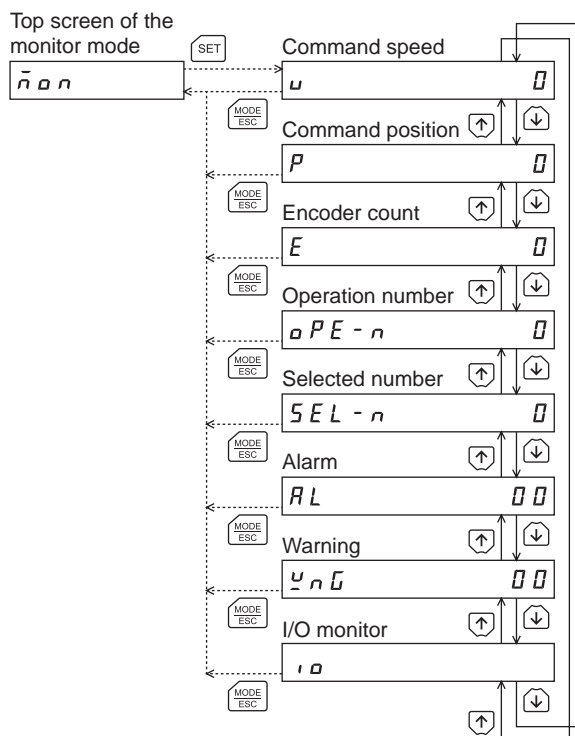 Top screen of the
monitor mode
SET
Command speed
Mon
u 0
MODE
ESC
Command position
P 0
MODE
ESC
Encoder count
E 0
MODE
ESC
Operation number
oPE-n 0
MODE
ESC
Selected number
SEL-n 0
MODE
ESC
Alarm
AL 00
MODE
ESC
Warning
WnG 00
MODE
ESC
I/O monitor
io
MODE
ESC